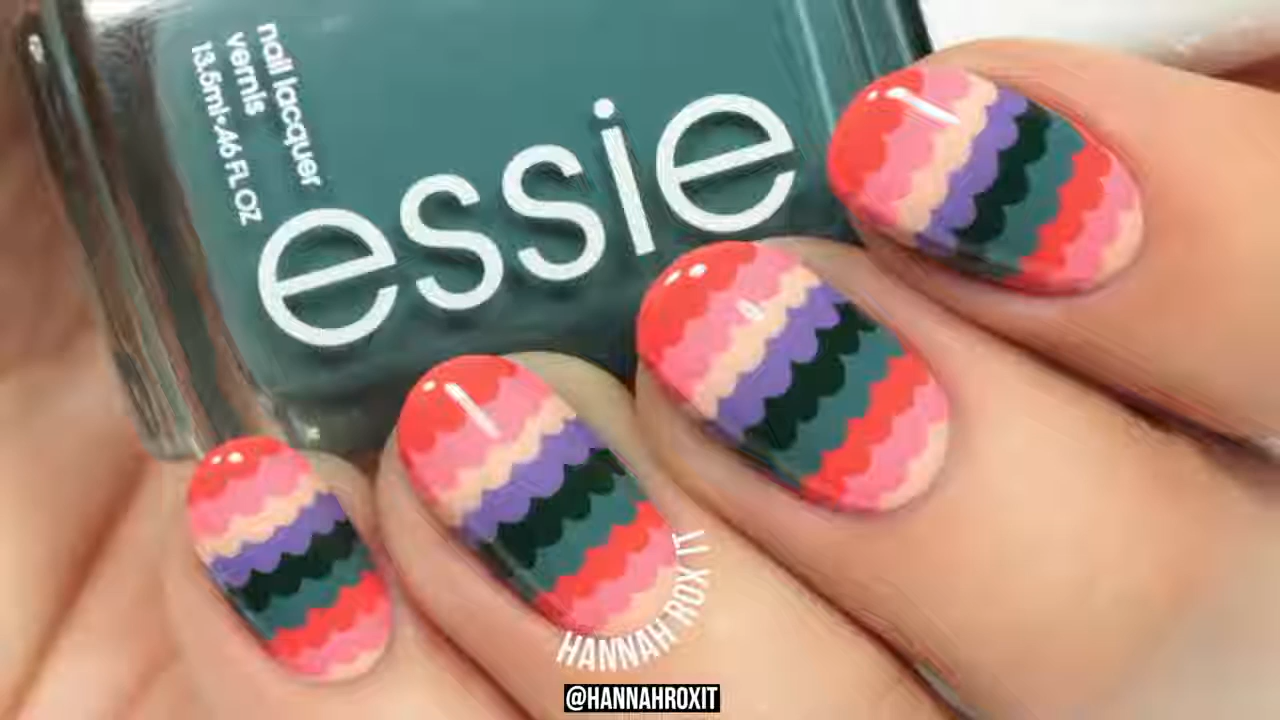 nail lacquer
vernis
13.5ml•.46 FL OZ
essie
HANNAH ROX IT
@HANNAHROXIT